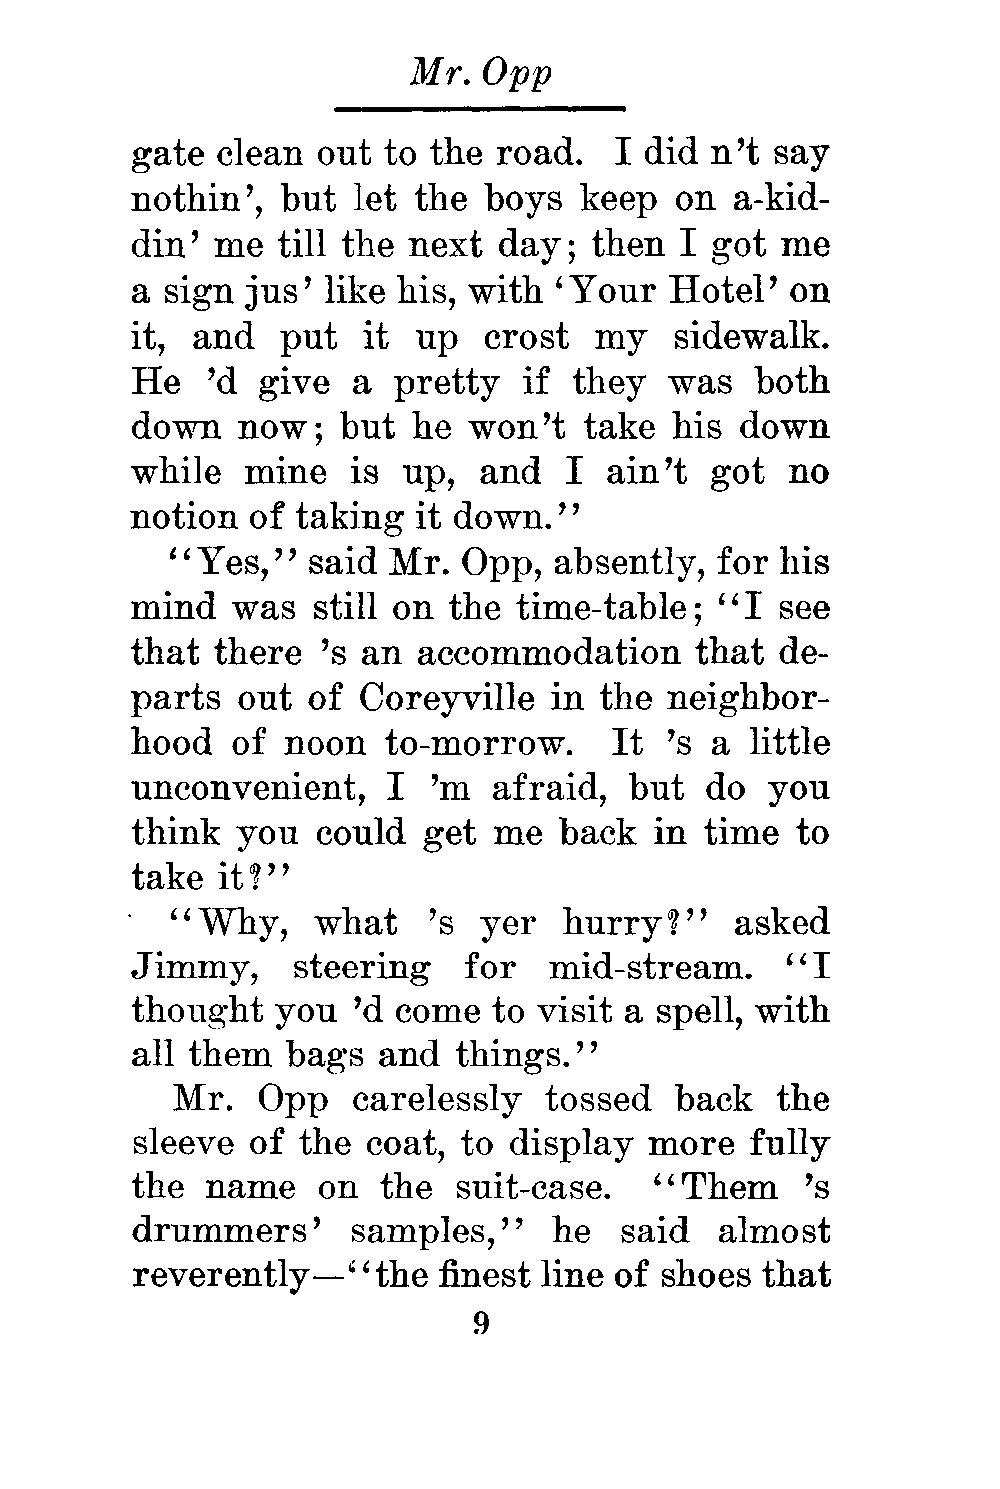 Mr. Opp
gate clean out to the road. I did n't say
nothin', but let the boys keep on a-kid-
din' me till the next day; then I got me
a sign jus' like his, with 'Your Hotel' on
it, and put it up crost my sidewalk.
He 'd give a pretty if they was both
down now; but he won't take his down
while mine is up, and I ain't got no
notion of taking it down."
"Yes," said Mr. Opp, absently, for his
mind was still on the time-table; "I see
that there 's an accommodation that de-
parts out of Coreyville in the neighbor-
hood of noon to-morrow. It 's a little
unconvenient, I 'm afraid, but do you
think you could get me back in time to
take it?"
"Why, what 's yer hurry?" asked
Jimmy, steering for mid-stream. "I
thought you 'd come to visit a spell, with
all them bags and things."
Mr. Opp carelessly tossed back the
sleeve of the coat, to display more fully
the name on the suit-case. "Them 's
drummers' samples," he said almost
reverently—"the finest line of shoes that
9